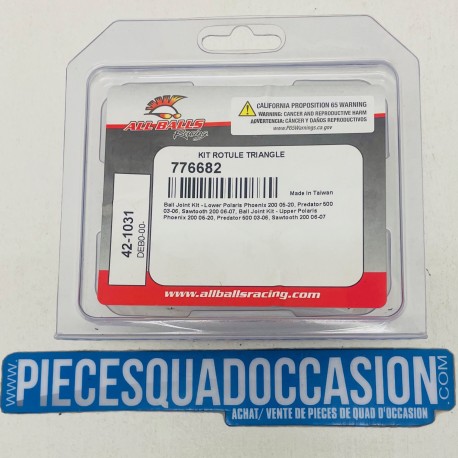 ALL BALLS
Racing
CALIFORNIA PROPOSITION 65 WARNING
WARNING: CANCER AND REPRODUCTIVE HARM
ADVERTENCIA: CÁNCER Y DAÑOS REPRODUCTIVOS
www.P65Warnings.ca.gov
KIT ROTULE TRIANGLE
776682
Made in Taiwan
Ball Joint Kit - Lower Polaris Phoenix 200 05-20, Predator 500
03-06, Sawtooth 200 06-07, Ball Joint Kit - Upper Polaris
Phoenix 200 05-20, Predator 500 03-06, Sawtooth 200 06-07
42-1031
DEB0-00-
www.allballsracing.com
WWW.
PIECESQUADOCCASION
.COM
ACHAT/ VENTE DE PIECES DE QUAD D'OCCASION